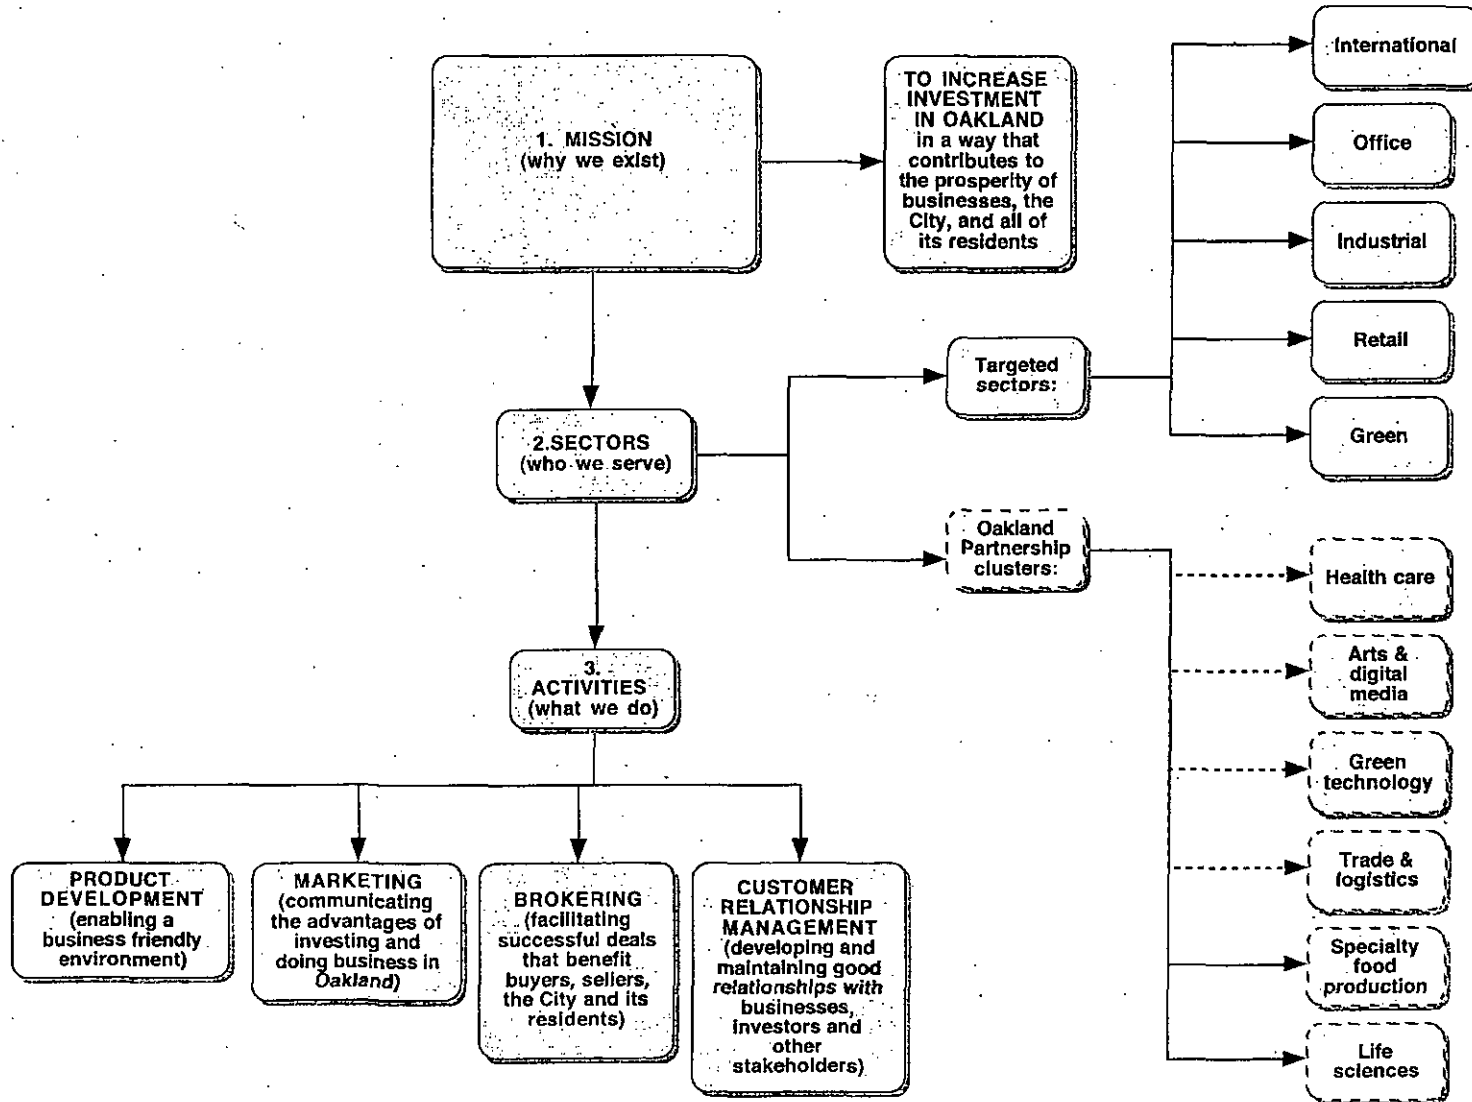 1. MISSION
(why we exist)
TO INCREASE
INVESTMENT
IN OAKLAND
in a way that
contributes to
the prosperity of
businesses, the
City, and all of
its residents
International
Office
Industrial
Retail
Green
Targeted
sectors:
2.SECTORS
(who we serve)
Oakland
Partnership
clusters:
Health care
Arts &
digital
media
Green
technology
Trade &
logistics
Specialty
food
production
Life
sciences
3.
ACTIVITIES
(what we do)
PRODUCT
DEVELOPMENT
(enabling a
business friendly
environment)
MARKETING
(communicating
the advantages of
investing and
doing business in
Oakland)
BROKERING
(facilitating
successful deals
that benefit
buyers, sellers,
the City and its
residents)
CUSTOMER
RELATIONSHIP
MANAGEMENT
(developing and
maintaining good
relationships with
businesses,
investors and
other
stakeholders)